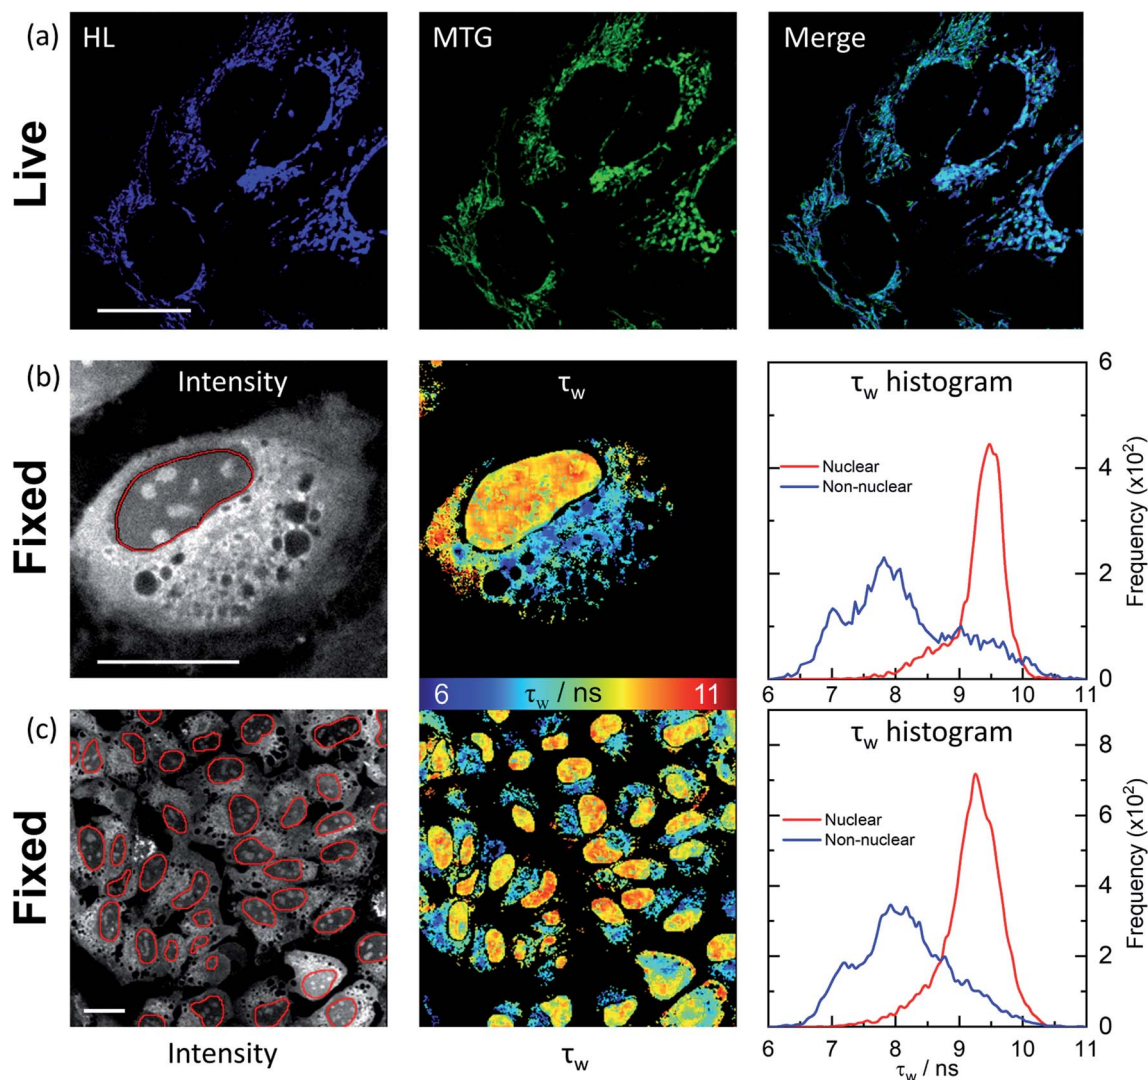 (a)
Live
HL
MTG
Merge
(b)
Fixed
Intensity
τw
τw histogram
Nuclear
Non-nuclear
6
4
2
0
Frequency (x10²)
6 7 8 9 10 11
6 τw / ns 11
(c)
Fixed
τw histogram
Nuclear
Non-nuclear
8
6
4
2
0
Frequency (x10²)
6 7 8 9 10 11
Intensity
τw
τw / ns